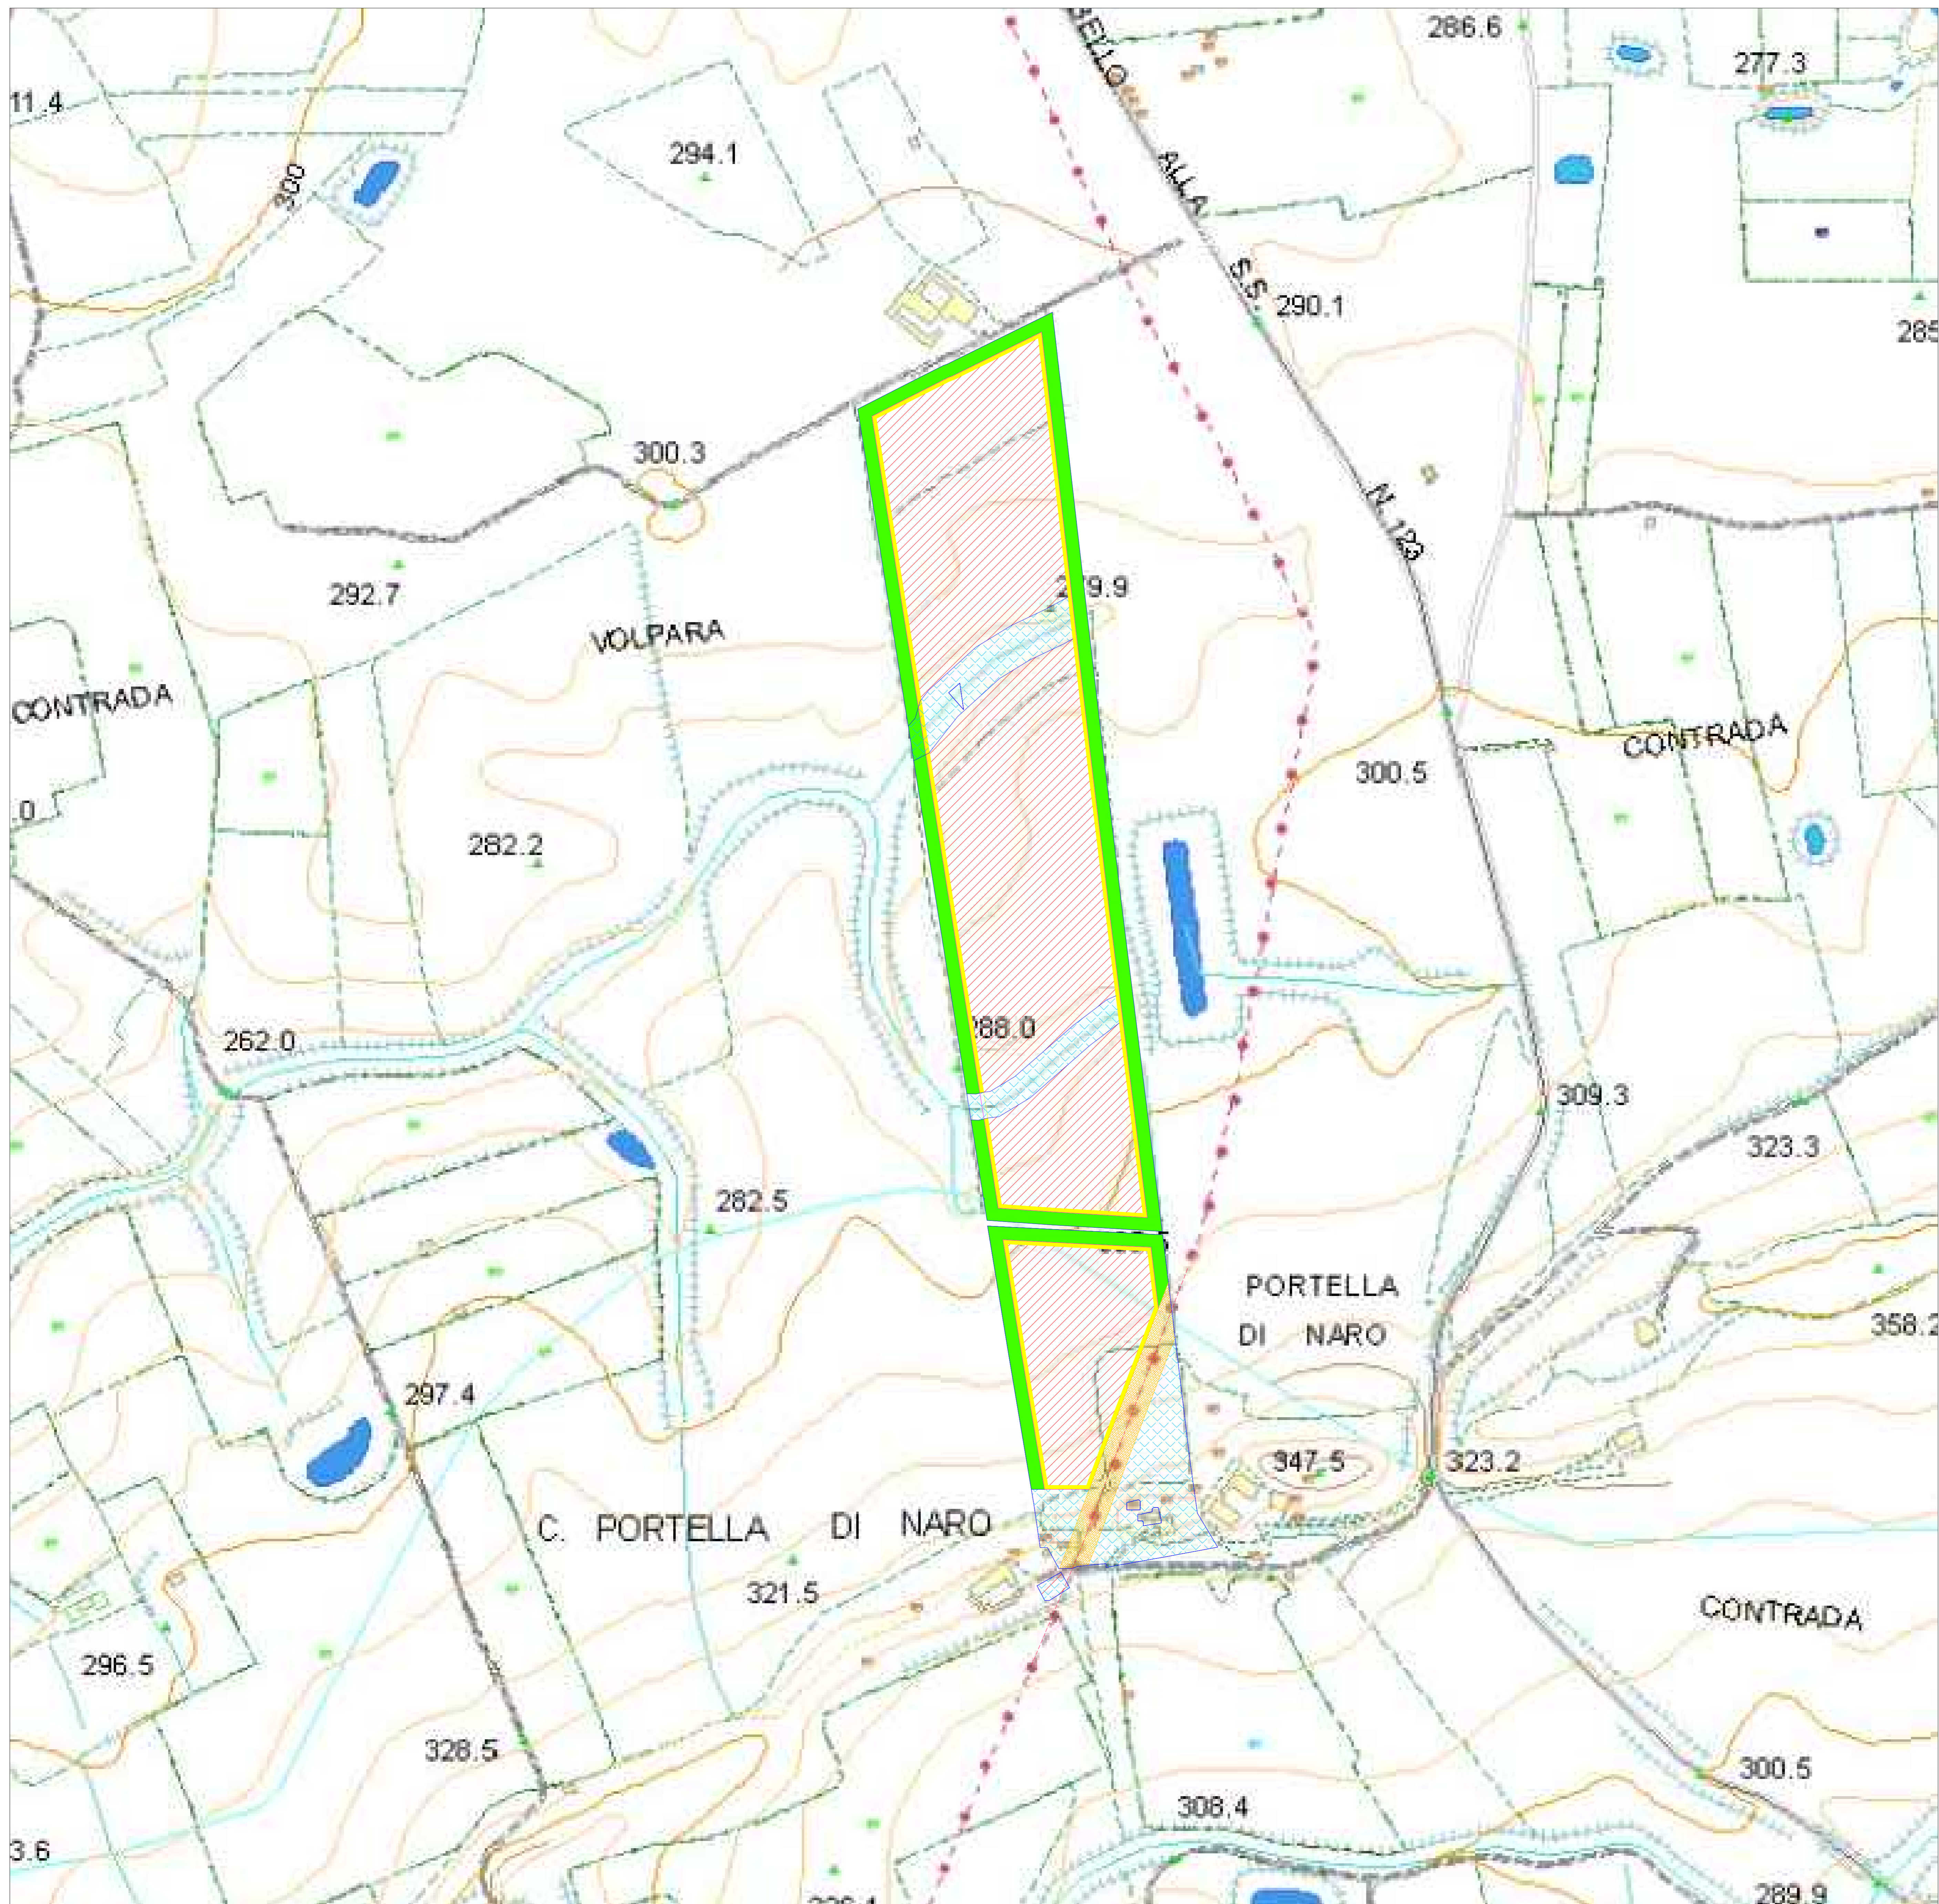 286.6
277.3
11.4
ALLA
294.1
300
S.S.
290.1
300.3
N. 123
292.7
VOLPARA
CONTRADA
CONTRADA
300.5
.0
282.2
262.0
309.3
323.3
282.5
PORTELLA
DI NARO
358.2
297.4
347.5
323.2
C. PORTELLA DI NARO
321.5
CONTRADA
296.5
328.5
300.5
308.4
3.6
289.9